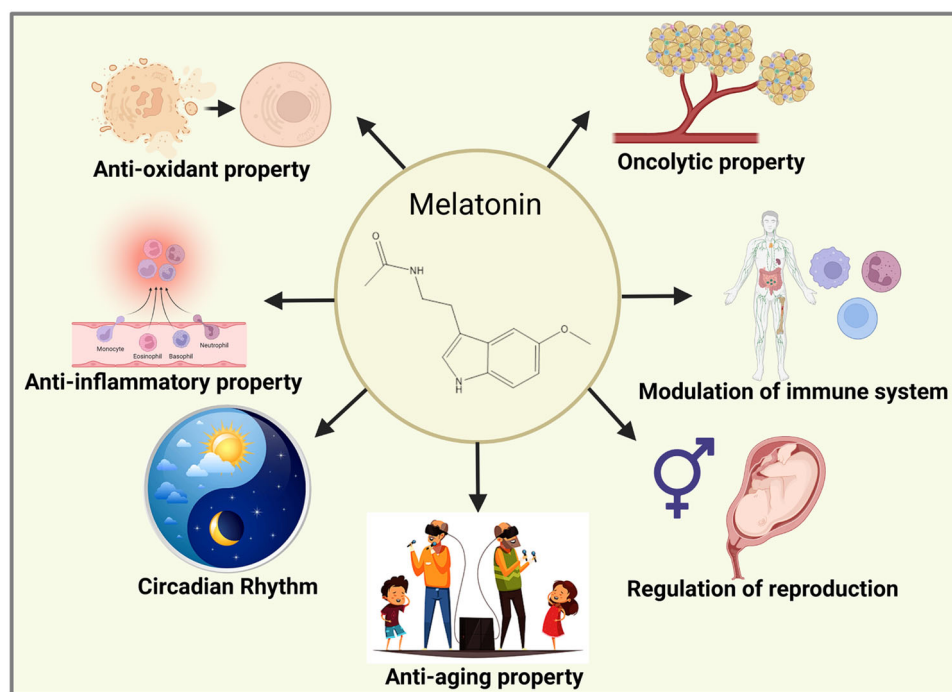 Melatonin
O
NH
O
N
H
Anti-oxidant property
Oncolytic property
Monocyte
Eosinophil
Basophil
Neutrophil
Anti-inflammatory property
Modulation of immune system
Circadian Rhythm
Regulation of reproduction
Anti-aging property